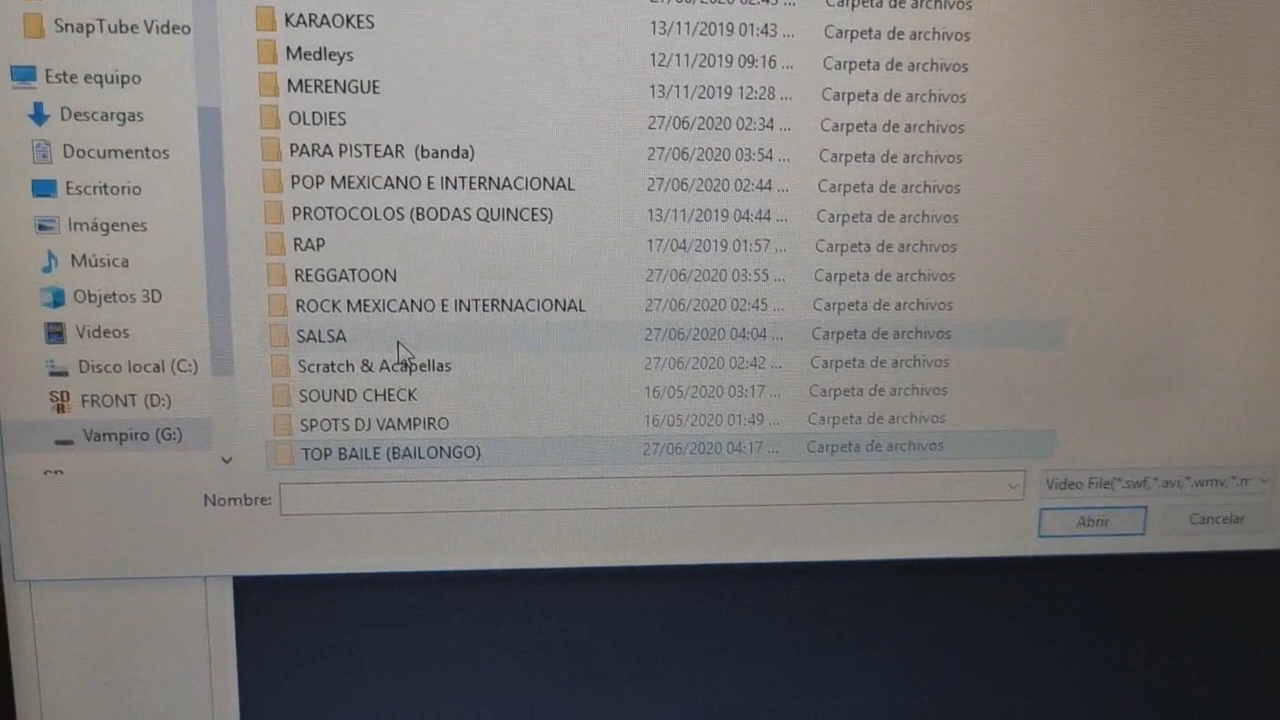 Carpeta de archivos
SnapTube Video
Este equipo
Descargas
Documentos
Escritorio
Imágenes
Música
Objetos 3D
Videos
Disco local (C:)
FRONT (D:)
Vampiro (G:)
KARAOKES 13/11/2019 01:43 ... Carpeta de archivos
Medleys 12/11/2019 09:16 ... Carpeta de archivos
MERENGUE 13/11/2019 12:28 ... Carpeta de archivos
OLDIES 27/06/2020 02:34 ... Carpeta de archivos
PARA PISTEAR (banda) 27/06/2020 03:54 ... Carpeta de archivos
POP MEXICANO E INTERNACIONAL 27/06/2020 02:44 ... Carpeta de archivos
PROTOCOLOS (BODAS QUINCES) 13/11/2019 04:44 ... Carpeta de archivos
RAP 17/04/2019 01:57 ... Carpeta de archivos
REGGATOON 27/06/2020 03:55 ... Carpeta de archivos
ROCK MEXICANO E INTERNACIONAL 27/06/2020 02:45 ... Carpeta de archivos
SALSA 27/06/2020 04:04 ... Carpeta de archivos
Scratch & Acapellas 27/06/2020 02:42 ... Carpeta de archivos
SOUND CHECK 16/05/2020 03:17 ... Carpeta de archivos
SPOTS DJ VAMPIRO 16/05/2020 01:49 ... Carpeta de archivos
TOP BAILE (BAILONGO) 27/06/2020 04:17 ... Carpeta de archivos
Nombre: Video File(*.swf,*.avi,*.wmv,*.m
Abrir Cancelar